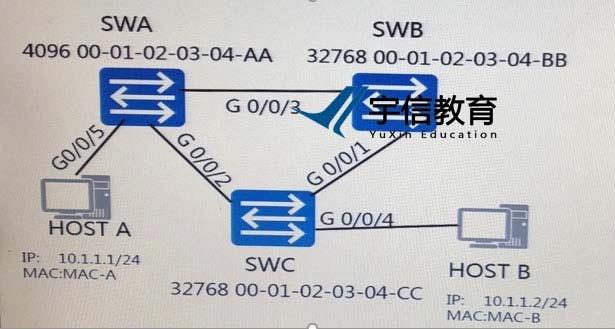 SWA
4096 00-01-02-03-04-AA
SWB
32768 00-01-02-03-04-BB
G 0/0/3
宇信教育
YuXin Education
G0/0/5
G 0/0/2
G 0/0/1
HOST A
IP: 10.1.1.1/24
MAC:MAC-A
G 0/0/4
SWC
32768 00-01-02-03-04-CC
HOST B
IP: 10.1.1.2/24
MAC:MAC-B